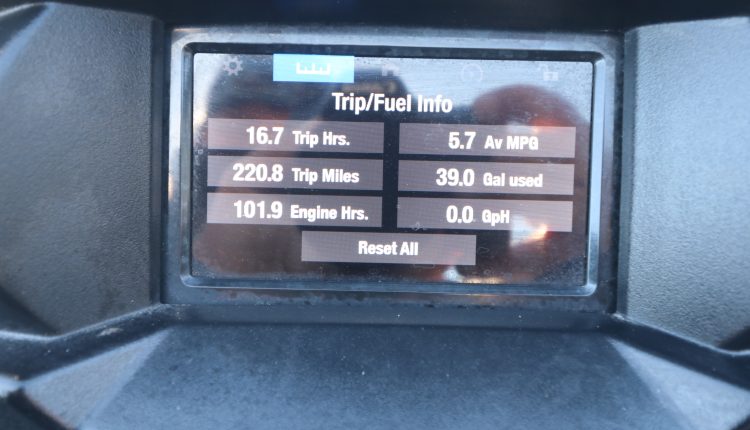 Trip/Fuel Info
16.7 Trip Hrs. 5.7 Av MPG
220.8 Trip Miles 39.0 Gal used
101.9 Engine Hrs. 0.0 GpH
Reset All